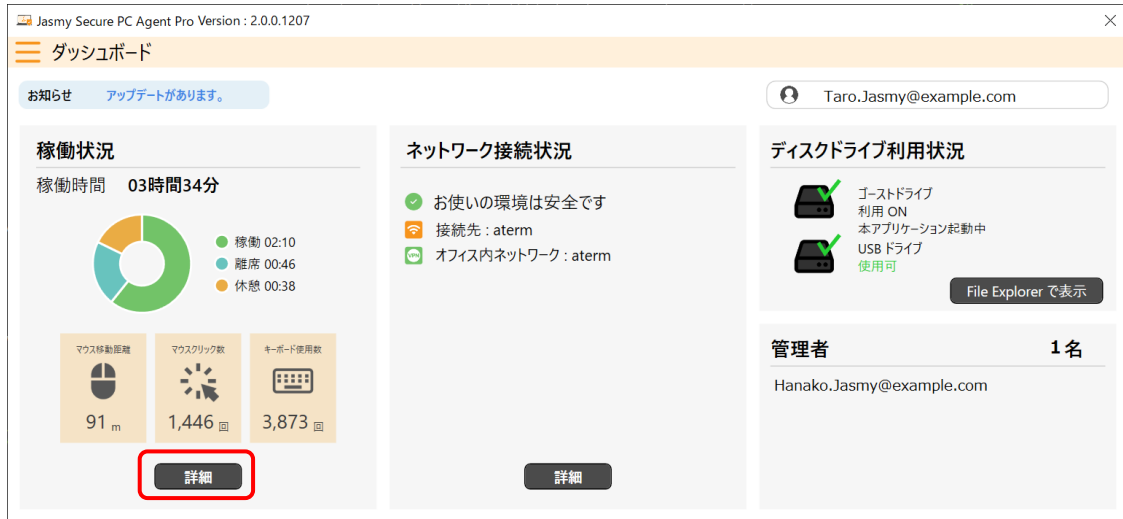 Jasmy Secure PC Agent Pro Version : 2.0.0.1207
ダッシュボード
お知らせ アップデートがあります。
Taro.Jasmy@example.com
稼働状況
稼働時間 03時間34分
稼働 02:10
離席 00:46
休憩 00:38
マウス移動距離 マウスクリック数 キーボード使用数
91 m 1,446 回 3,873 回
詳細
ネットワーク接続状況
お使いの環境は安全です
接続先 : aterm
VPN オフィス内ネットワーク : aterm
詳細
ディスクドライブ利用状況
ゴーストドライブ
利用 ON
本アプリケーション起動中
USB ドライブ
使用可
File Explorer で表示
管理者 1名
Hanako.Jasmy@example.com